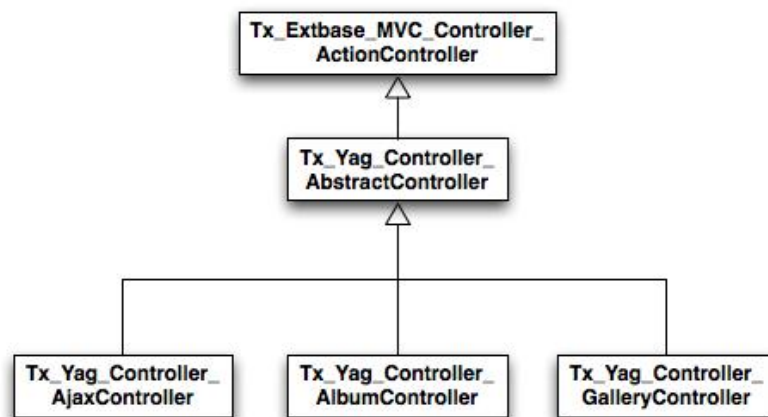 Tx_Extbase_MVC_Controller_
ActionController
Tx_Yag_Controller_
AbstractController
Tx_Yag_Controller_
AjaxController
Tx_Yag_Controller_
AlbumController
Tx_Yag_Controller_
GalleryController